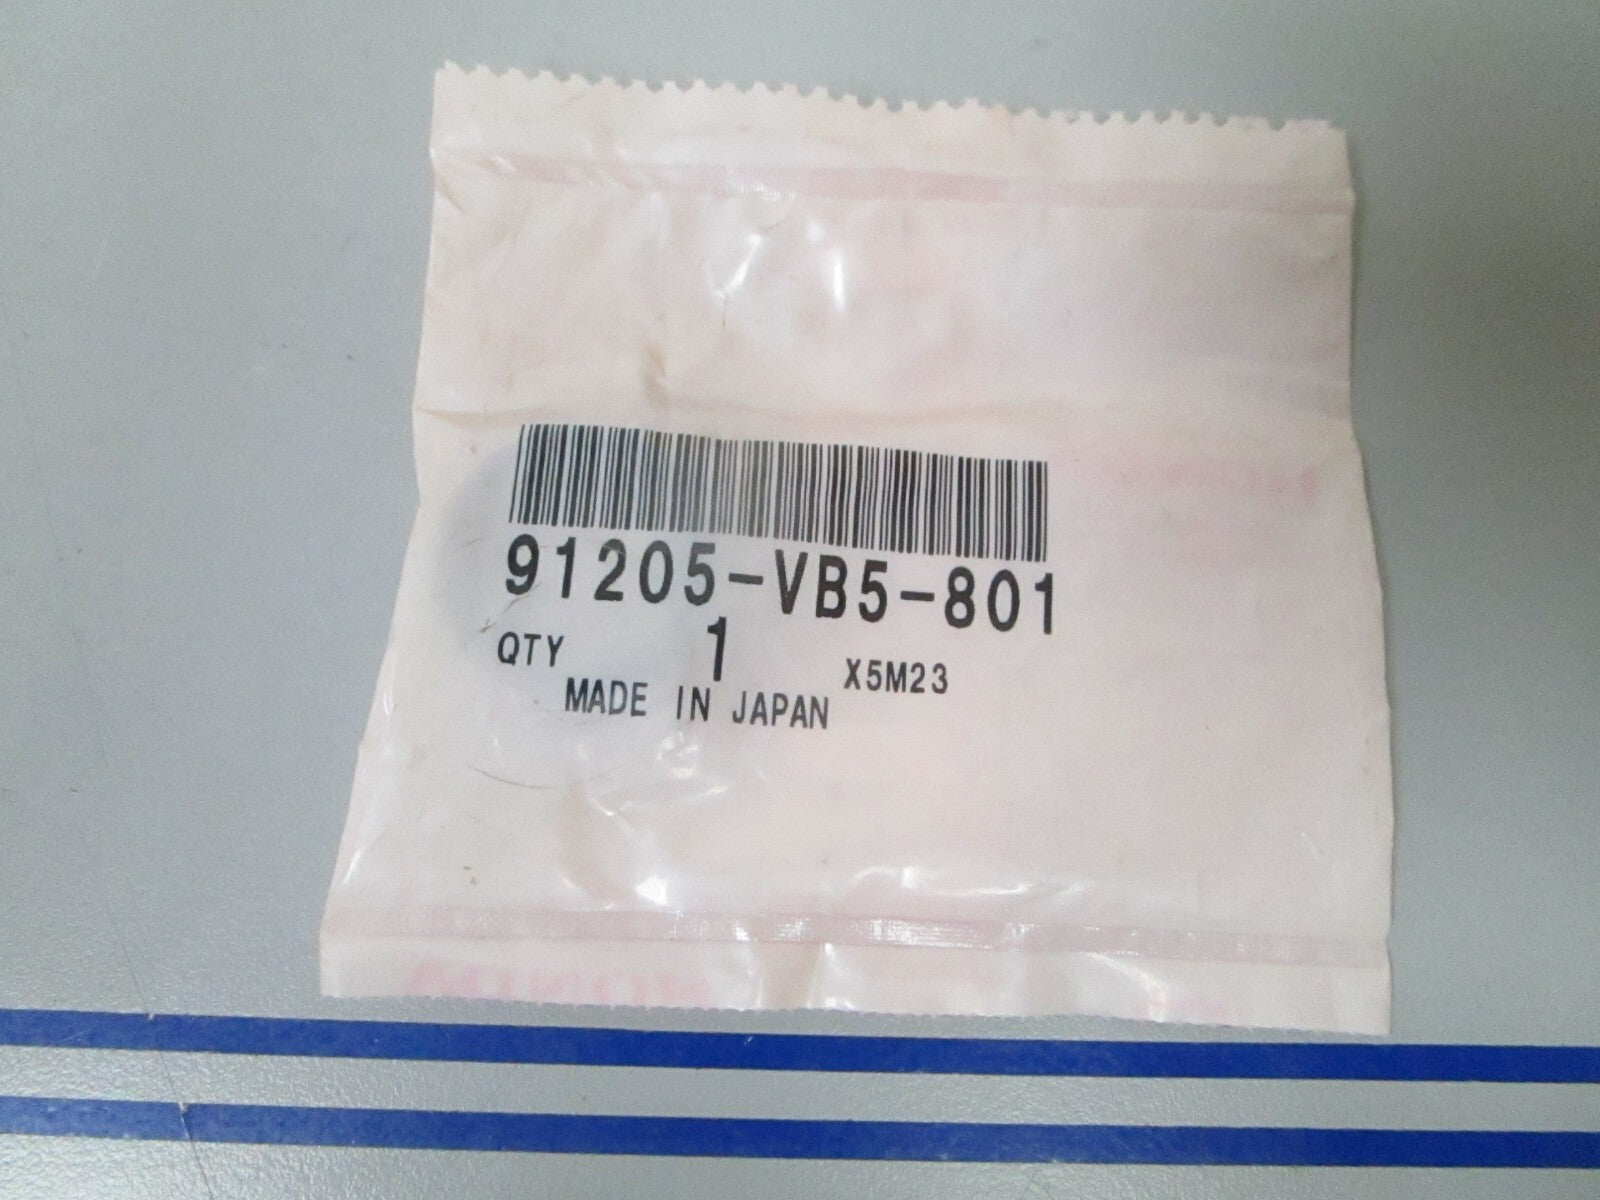 91205-VB5-801
QTY 1 X5M23
MADE IN JAPAN